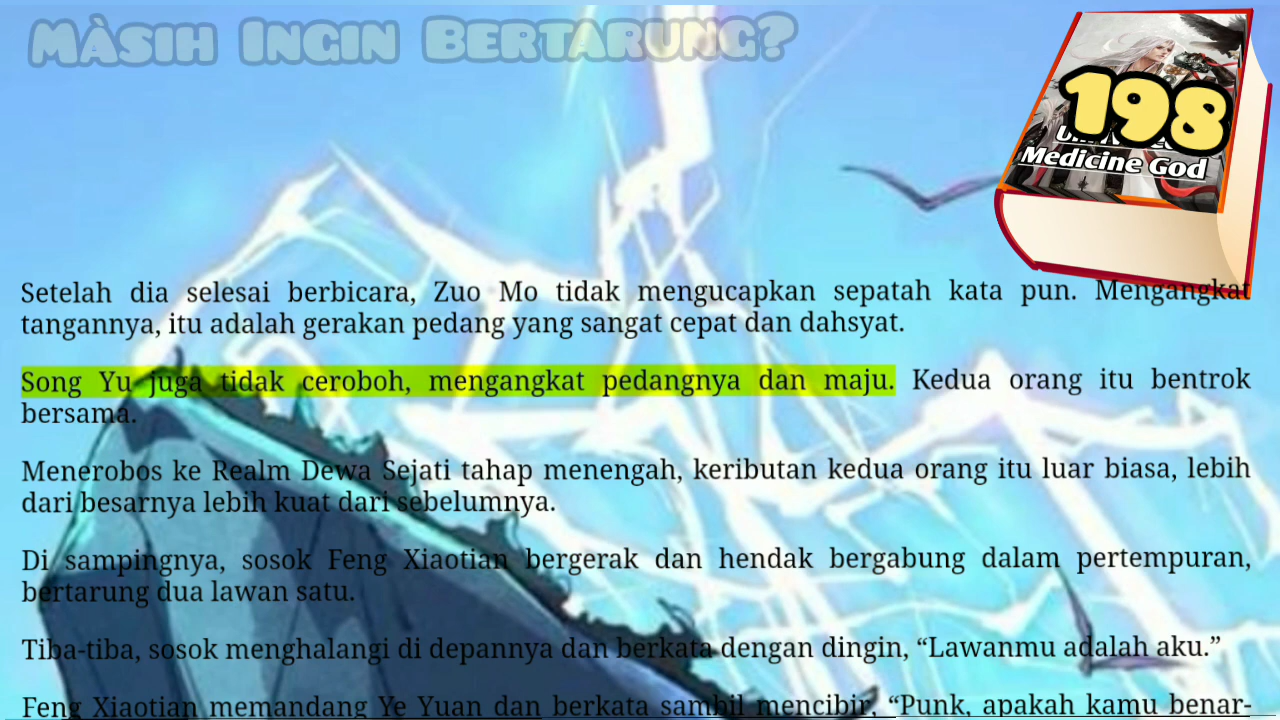 Màsih Ingin Bertarung?
198
Medicine God
Setelah dia selesai berbicara, Zuo Mo tidak mengucapkan sepatah kata pun. Mengangkat
tangannya, itu adalah gerakan pedang yang sangat cepat dan dahsyat.
Song Yu juga tidak ceroboh, mengangkat pedangnya dan maju. Kedua orang itu bentrok
bersama.
Menerobos ke Realm Dewa Sejati tahap menengah, keributan kedua orang itu luar biasa, lebih
dari besarnya lebih kuat dari sebelumnya.
Di sampingnya, sosok Feng Xiaotian bergerak dan hendak bergabung dalam pertempuran,
bertarung dua lawan satu.
Tiba-tiba, sosok menghalangi di depannya dan berkata dengan dingin, “Lawanmu adalah aku.”
Feng Xiaotian memandang Ye Yuan dan berkata sambil mencibir, “Punk, apakah kamu benar-